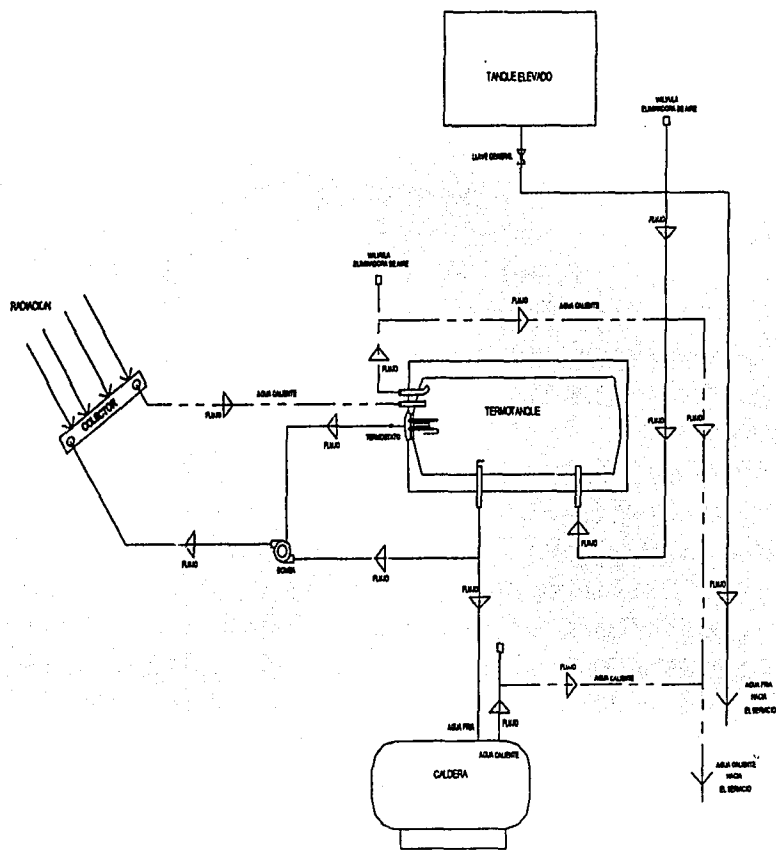 TANQUE ELEVADO
VALVULA
ELIMINADORA DE AIRE
LLAVE GENERAL
FLUJO
VALVULA
ELIMINADORA DE AIRE
FLUJO
AGUA CALIENTE
RADIACION
FLUJO
COLECTOR
AGUA CALIENTE
FLUJO
TERMOTANQUE
FLUJO
TERMOSTATO
FLUJO
FLUJO
FLUJO
FLUJO
BOMBA
FLUJO
FLUJO
FLUJO
FLUJO
AGUA CALIENTE
AGUA FRIA
HACIA
EL SERVICIO
AGUA FRIA
FLUJO
AGUA CALIENTE
CALDERA
AGUA CALIENTE
HACIA
EL SERVICIO